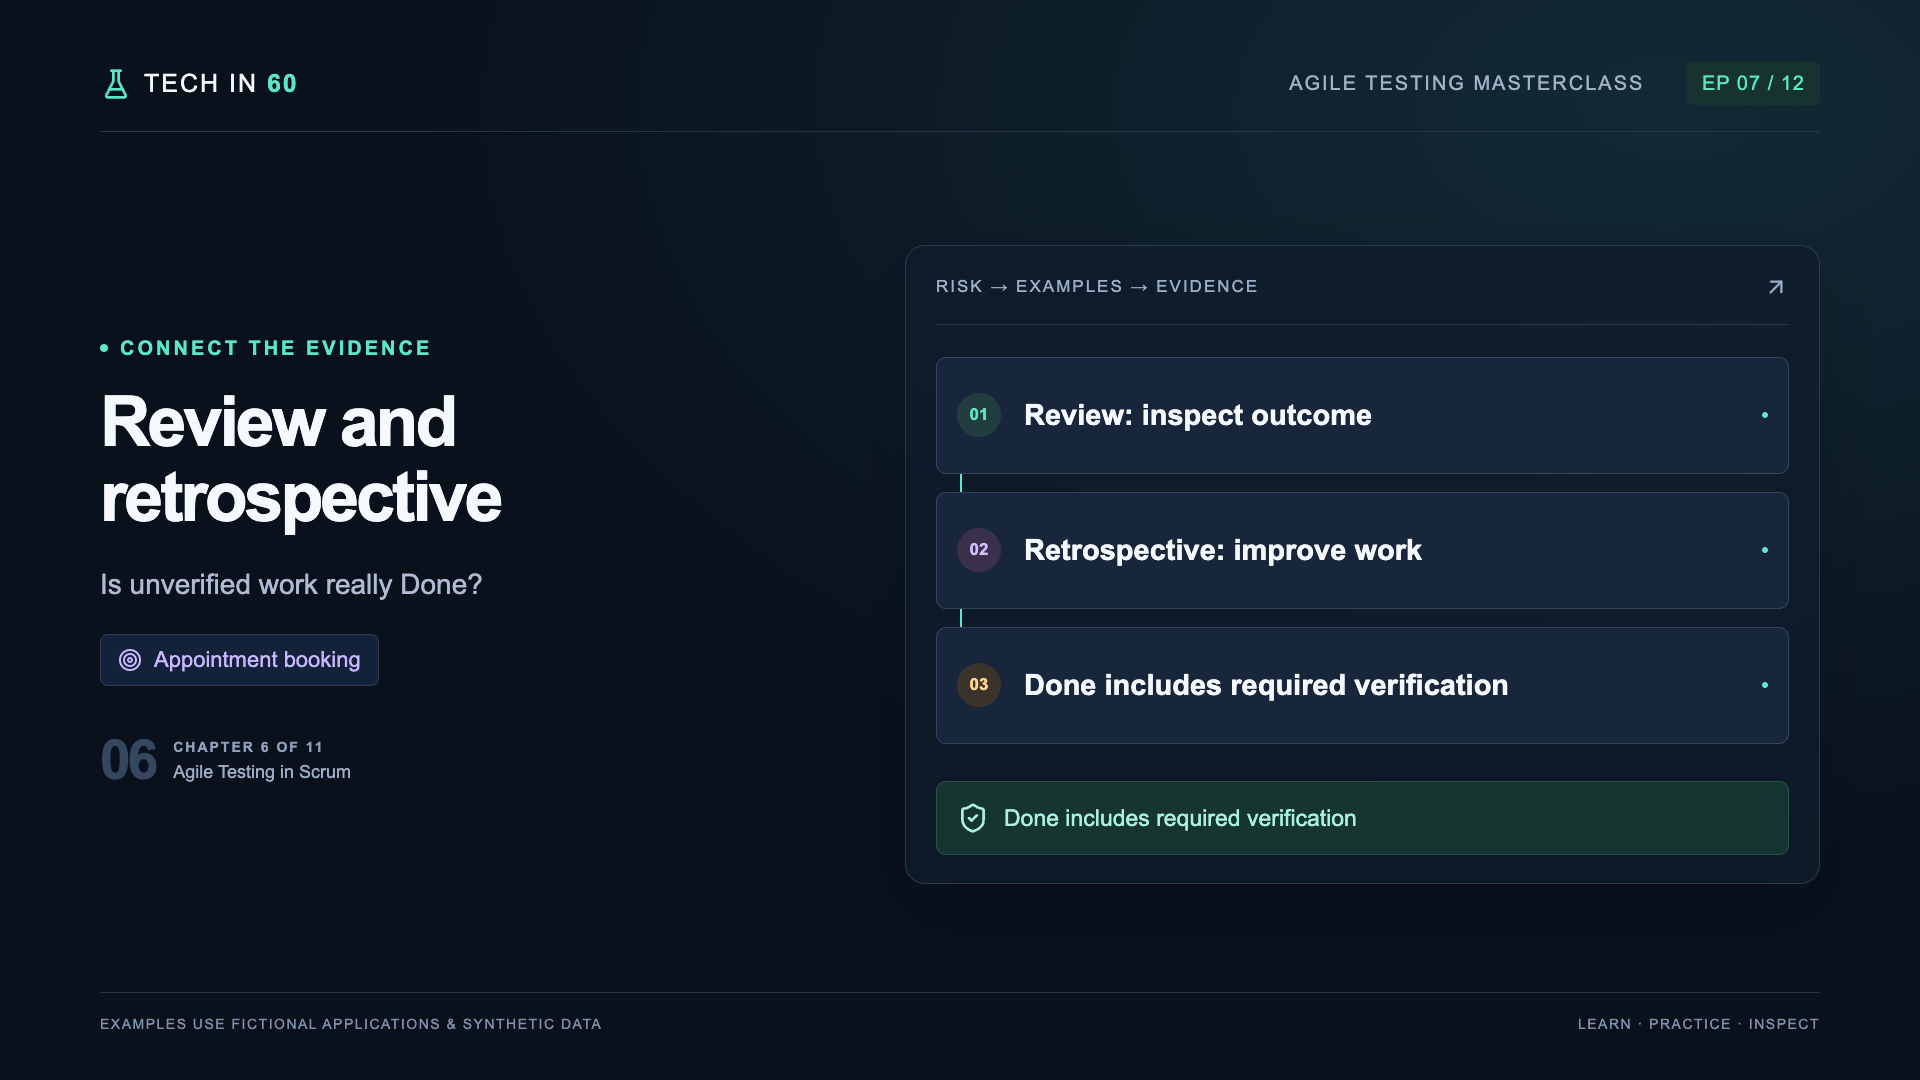 TECH IN 60
AGILE TESTING MASTERCLASS
EP 07 / 12
• CONNECT THE EVIDENCE
Review and
retrospective
Is unverified work really Done?
Appointment booking
06
CHAPTER 6 OF 11
Agile Testing in Scrum
RISK → EXAMPLES → EVIDENCE
01
Review: inspect outcome
02
Retrospective: improve work
03
Done includes required verification
Done includes required verification
EXAMPLES USE FICTIONAL APPLICATIONS & SYNTHETIC DATA
LEARN · PRACTICE · INSPECT